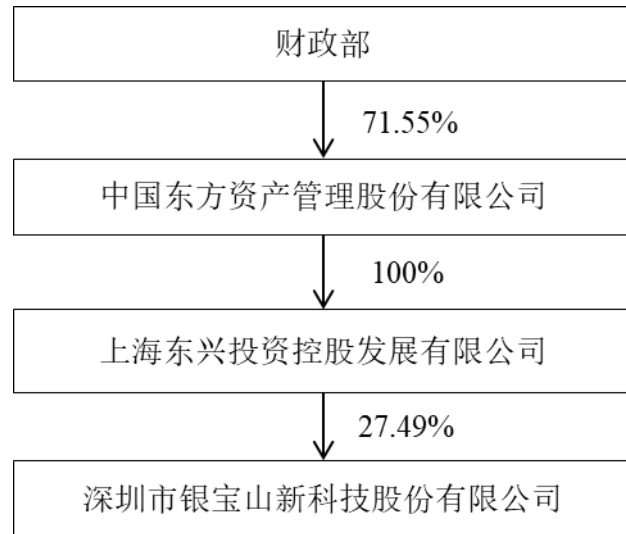 财政部
71.55%
中国东方资产管理股份有限公司
100%
上海东兴投资控股发展有限公司
27.49%
深圳市银宝山新科技股份有限公司